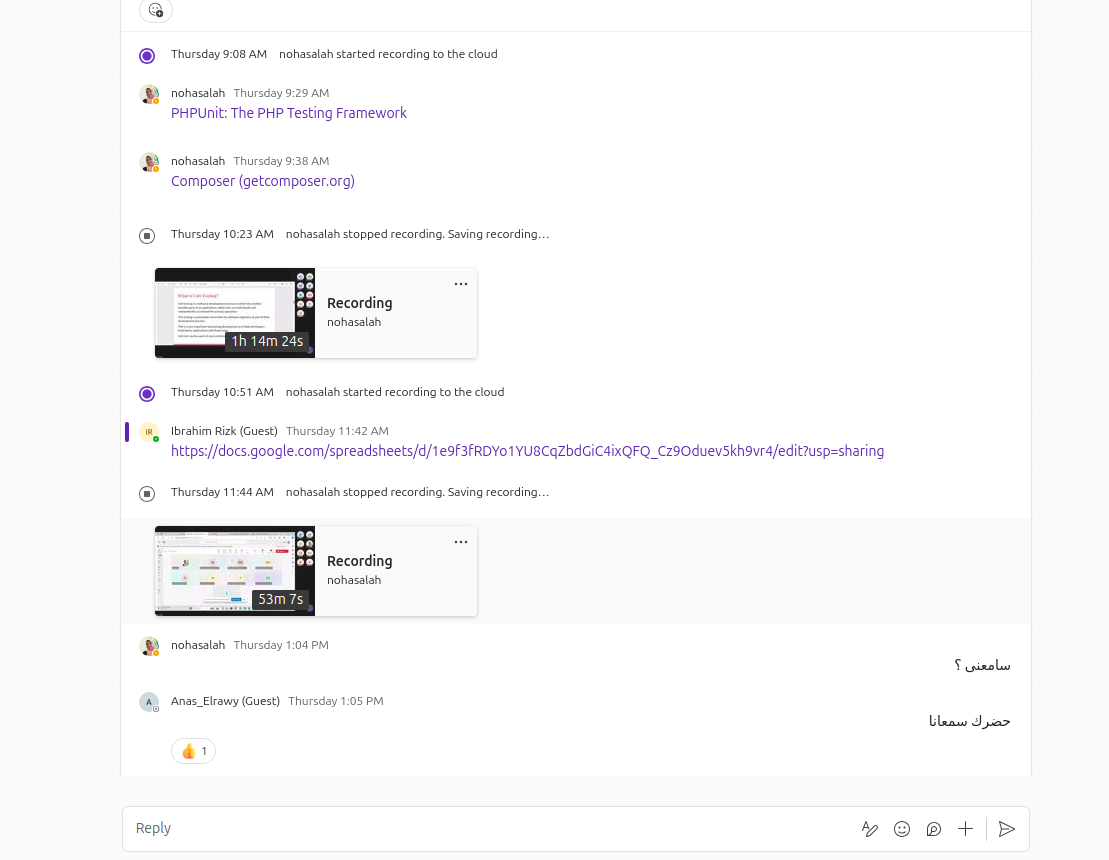 Thursday 9:08 AM nohasalah started recording to the cloud
nohasalah Thursday 9:29 AM
PHPUnit: The PHP Testing Framework
nohasalah Thursday 9:38 AM
Composer (getcomposer.org)
Thursday 10:23 AM nohasalah stopped recording. Saving recording…
What is Unit Testing?
1h 14m 24s
Recording
nohasalah
Thursday 10:51 AM nohasalah started recording to the cloud
IR Ibrahim Rizk (Guest) Thursday 11:42 AM
https://docs.google.com/spreadsheets/d/1e9f3fRDYo1YU8CqZbdGiC4ixQFQ_Cz9Oduev5kh9vr4/edit?usp=sharing
Thursday 11:44 AM nohasalah stopped recording. Saving recording…
53m 7s
Recording
nohasalah
nohasalah Thursday 1:04 PM
سامعنى ؟
A Anas_Elrawy (Guest) Thursday 1:05 PM
حضرك سمعانا
👍 1
Reply